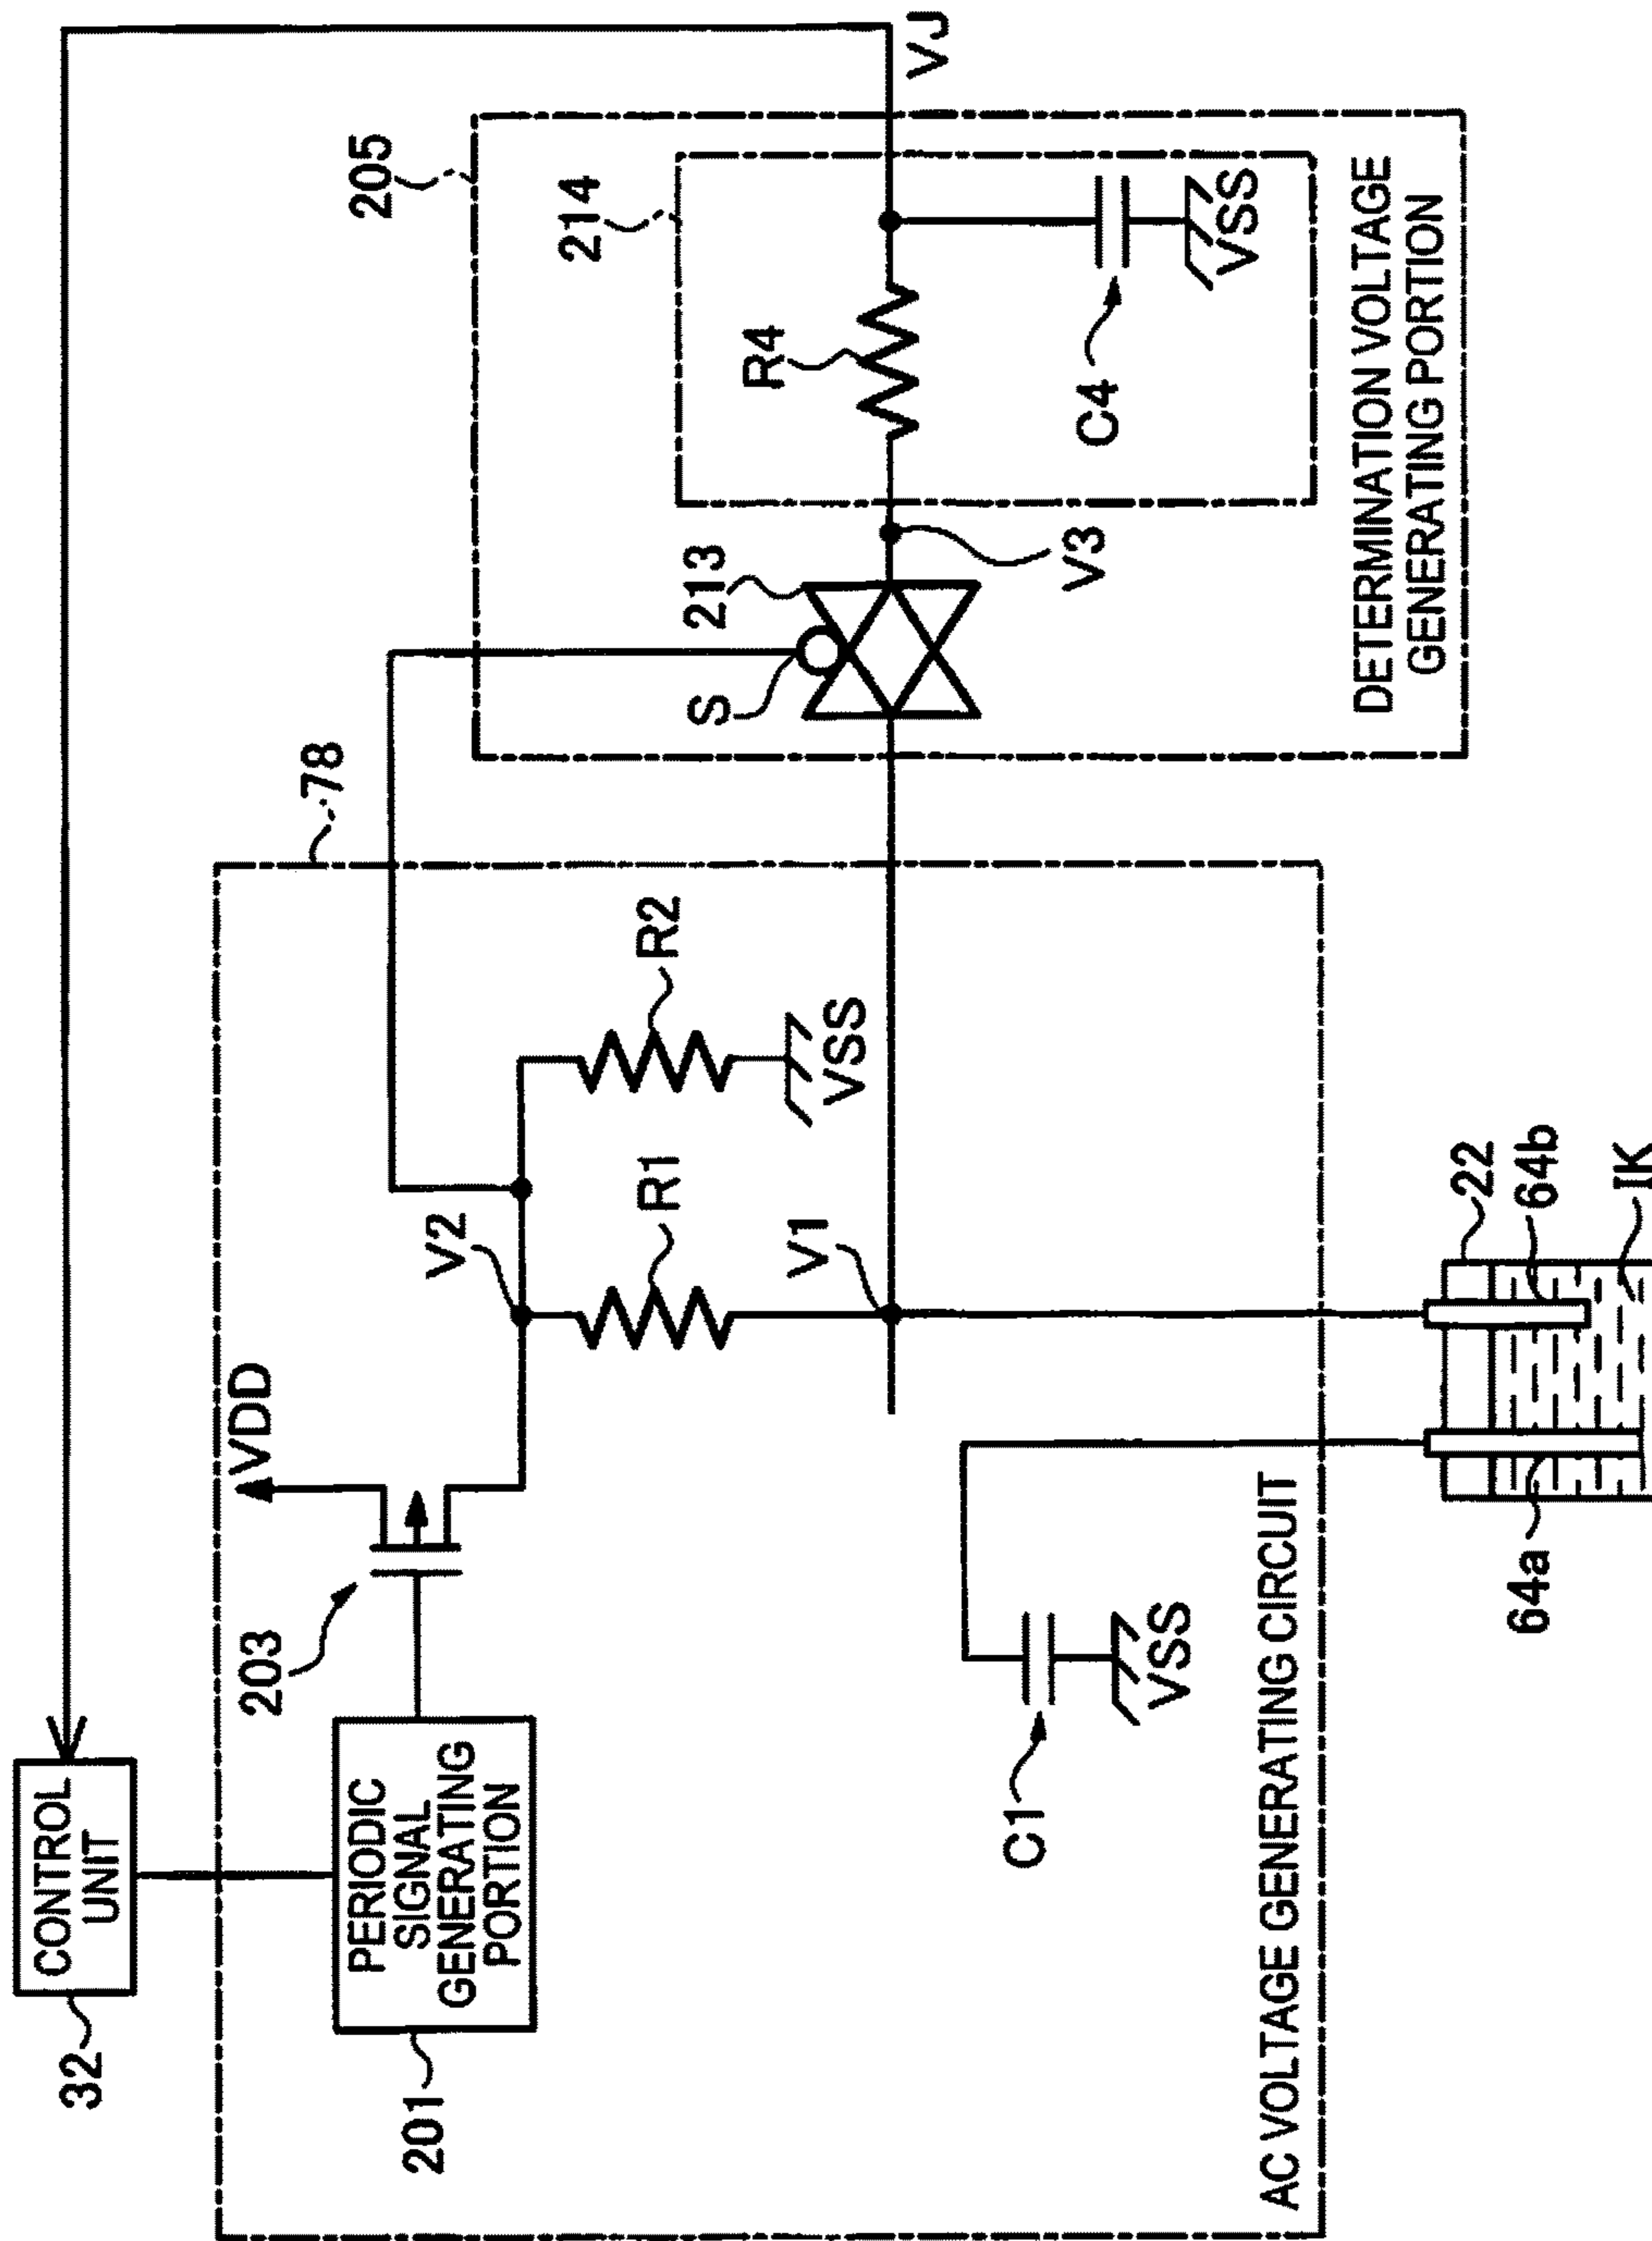 CONTROL
UNIT
32
201
PERIODIC
SIGNAL
GENERATING
PORTION
203
VDD
V2
R1
R2
VSS
V1
C1
VSS
AC VOLTAGE GENERATING CIRCUIT
78
64a
22
64b
IK
205
214
213
S
V3
R4
C4
VSS
VJ
DETERMINATION VOLTAGE
GENERATING PORTION